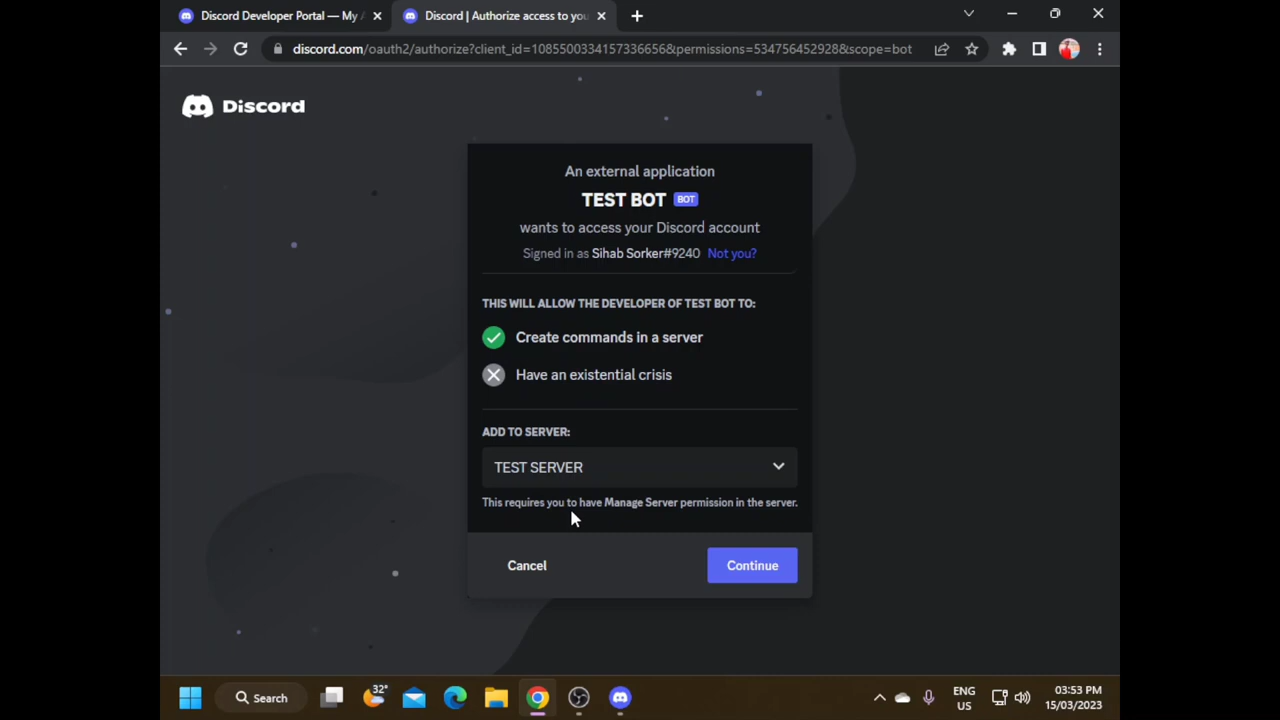 Discord Developer Portal — My A
Discord | Authorize access to you
discord.com/oauth2/authorize?client_id=1085500334157336656&permissions=534756452928&scope=bot
Discord
An external application
TEST BOT BOT
wants to access your Discord account
Signed in as Sihab Sorker#9240 Not you?
THIS WILL ALLOW THE DEVELOPER OF TEST BOT TO:
Create commands in a server
Have an existential crisis
ADD TO SERVER:
TEST SERVER
This requires you to have Manage Server permission in the server.
Cancel
Continue
32°
Search
ENG
US
03:53 PM
15/03/2023